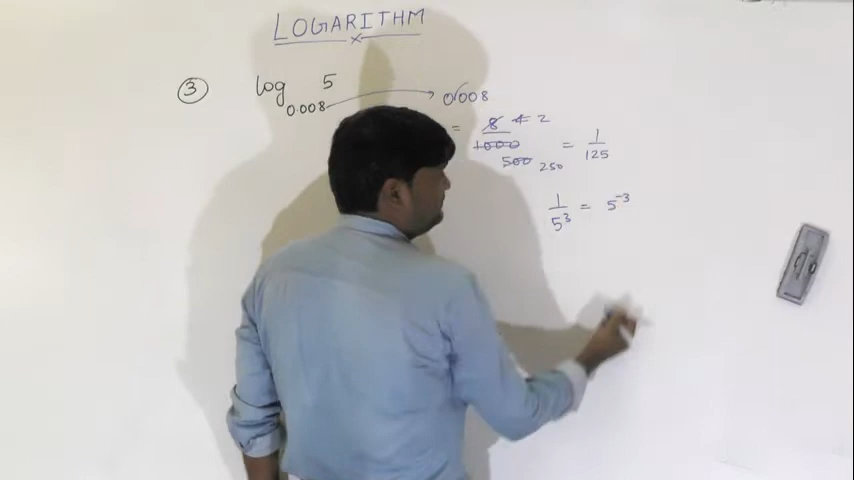 LOGARITHM
×
③ log 0.008 5 → 0.008
= 8 4 2 / 1000 500 250 = 1/125
1/5³ = 5⁻³